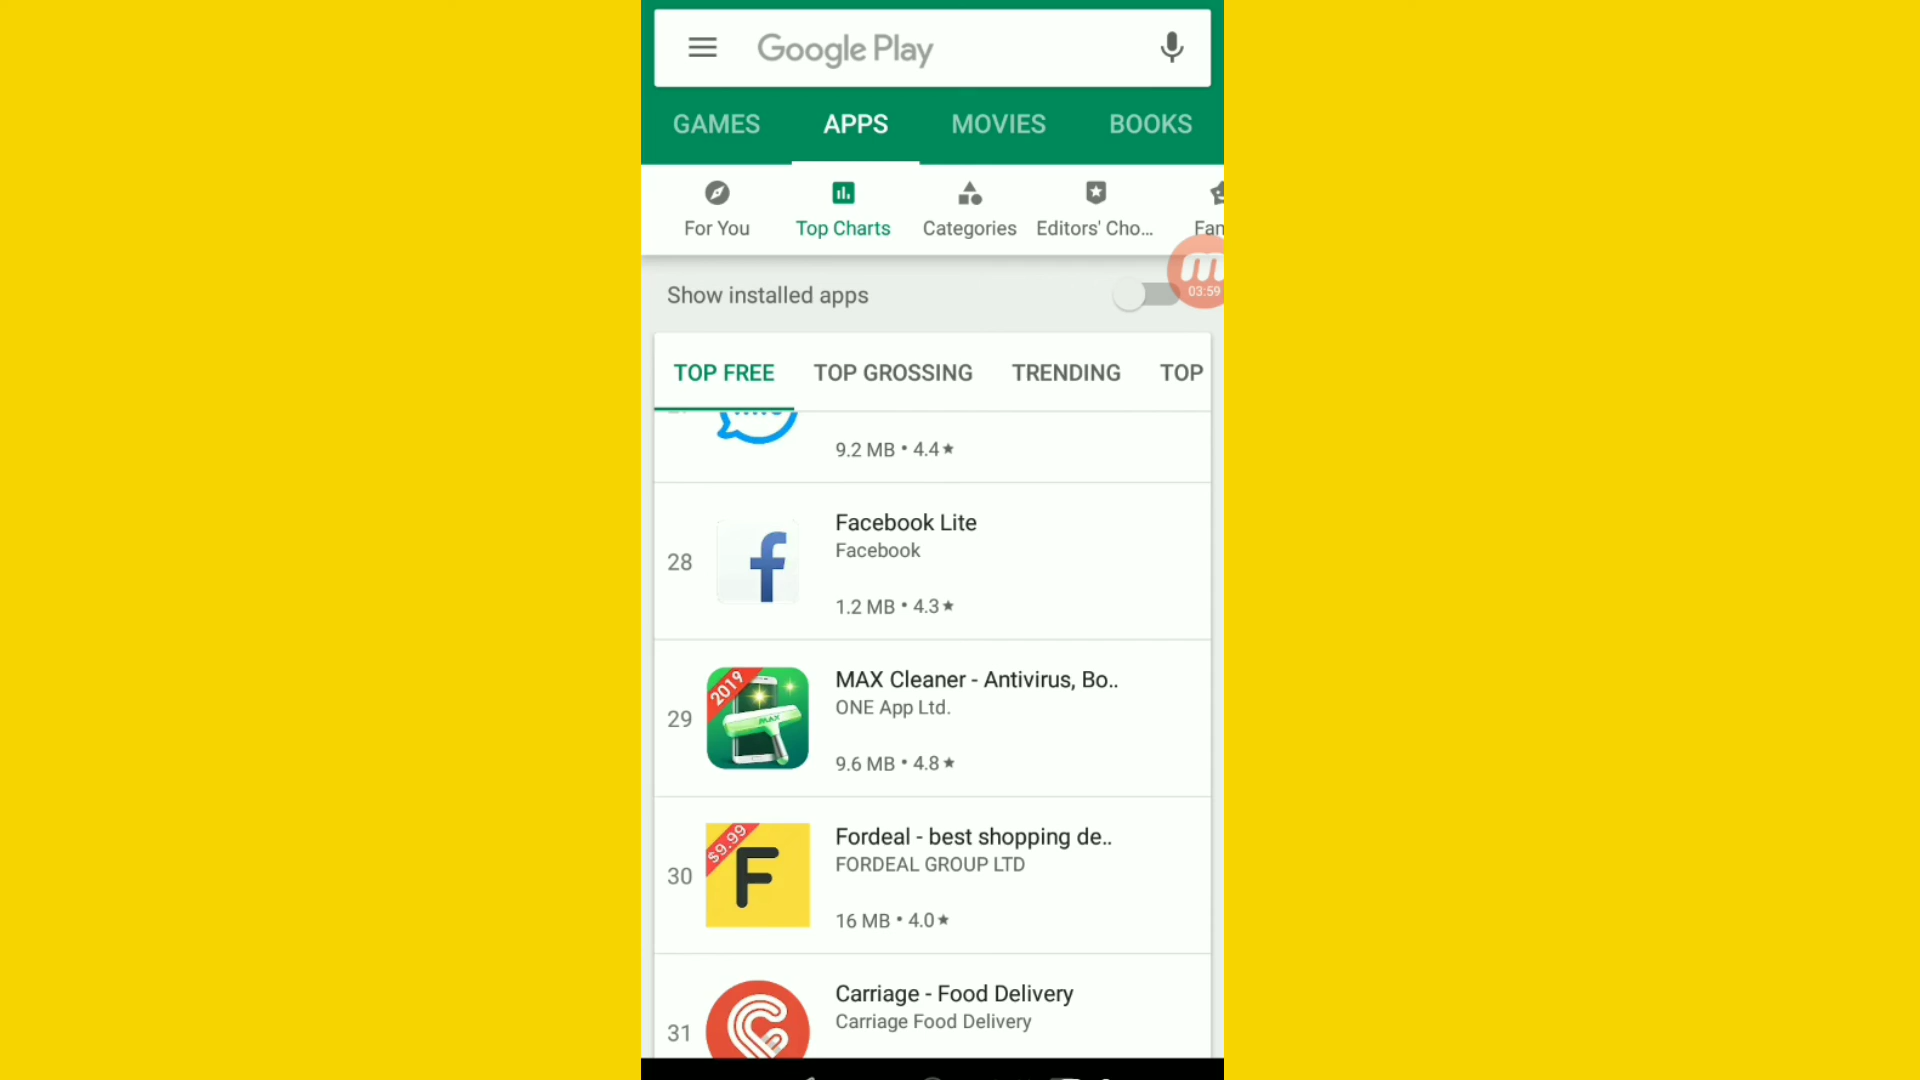 Google Play
GAMES APPS MOVIES BOOKS
For You Top Charts Categories Editors' Cho... Fan
Show installed apps
03:59
TOP FREE TOP GROSSING TRENDING TOP
9.2 MB • 4.4★
28
Facebook Lite
Facebook
1.2 MB • 4.3★
29
2019
MAX
MAX Cleaner - Antivirus, Bo..
ONE App Ltd.
9.6 MB • 4.8★
30
$9.99
F
Fordeal - best shopping de..
FORDEAL GROUP LTD
16 MB • 4.0★
31
Carriage - Food Delivery
Carriage Food Delivery